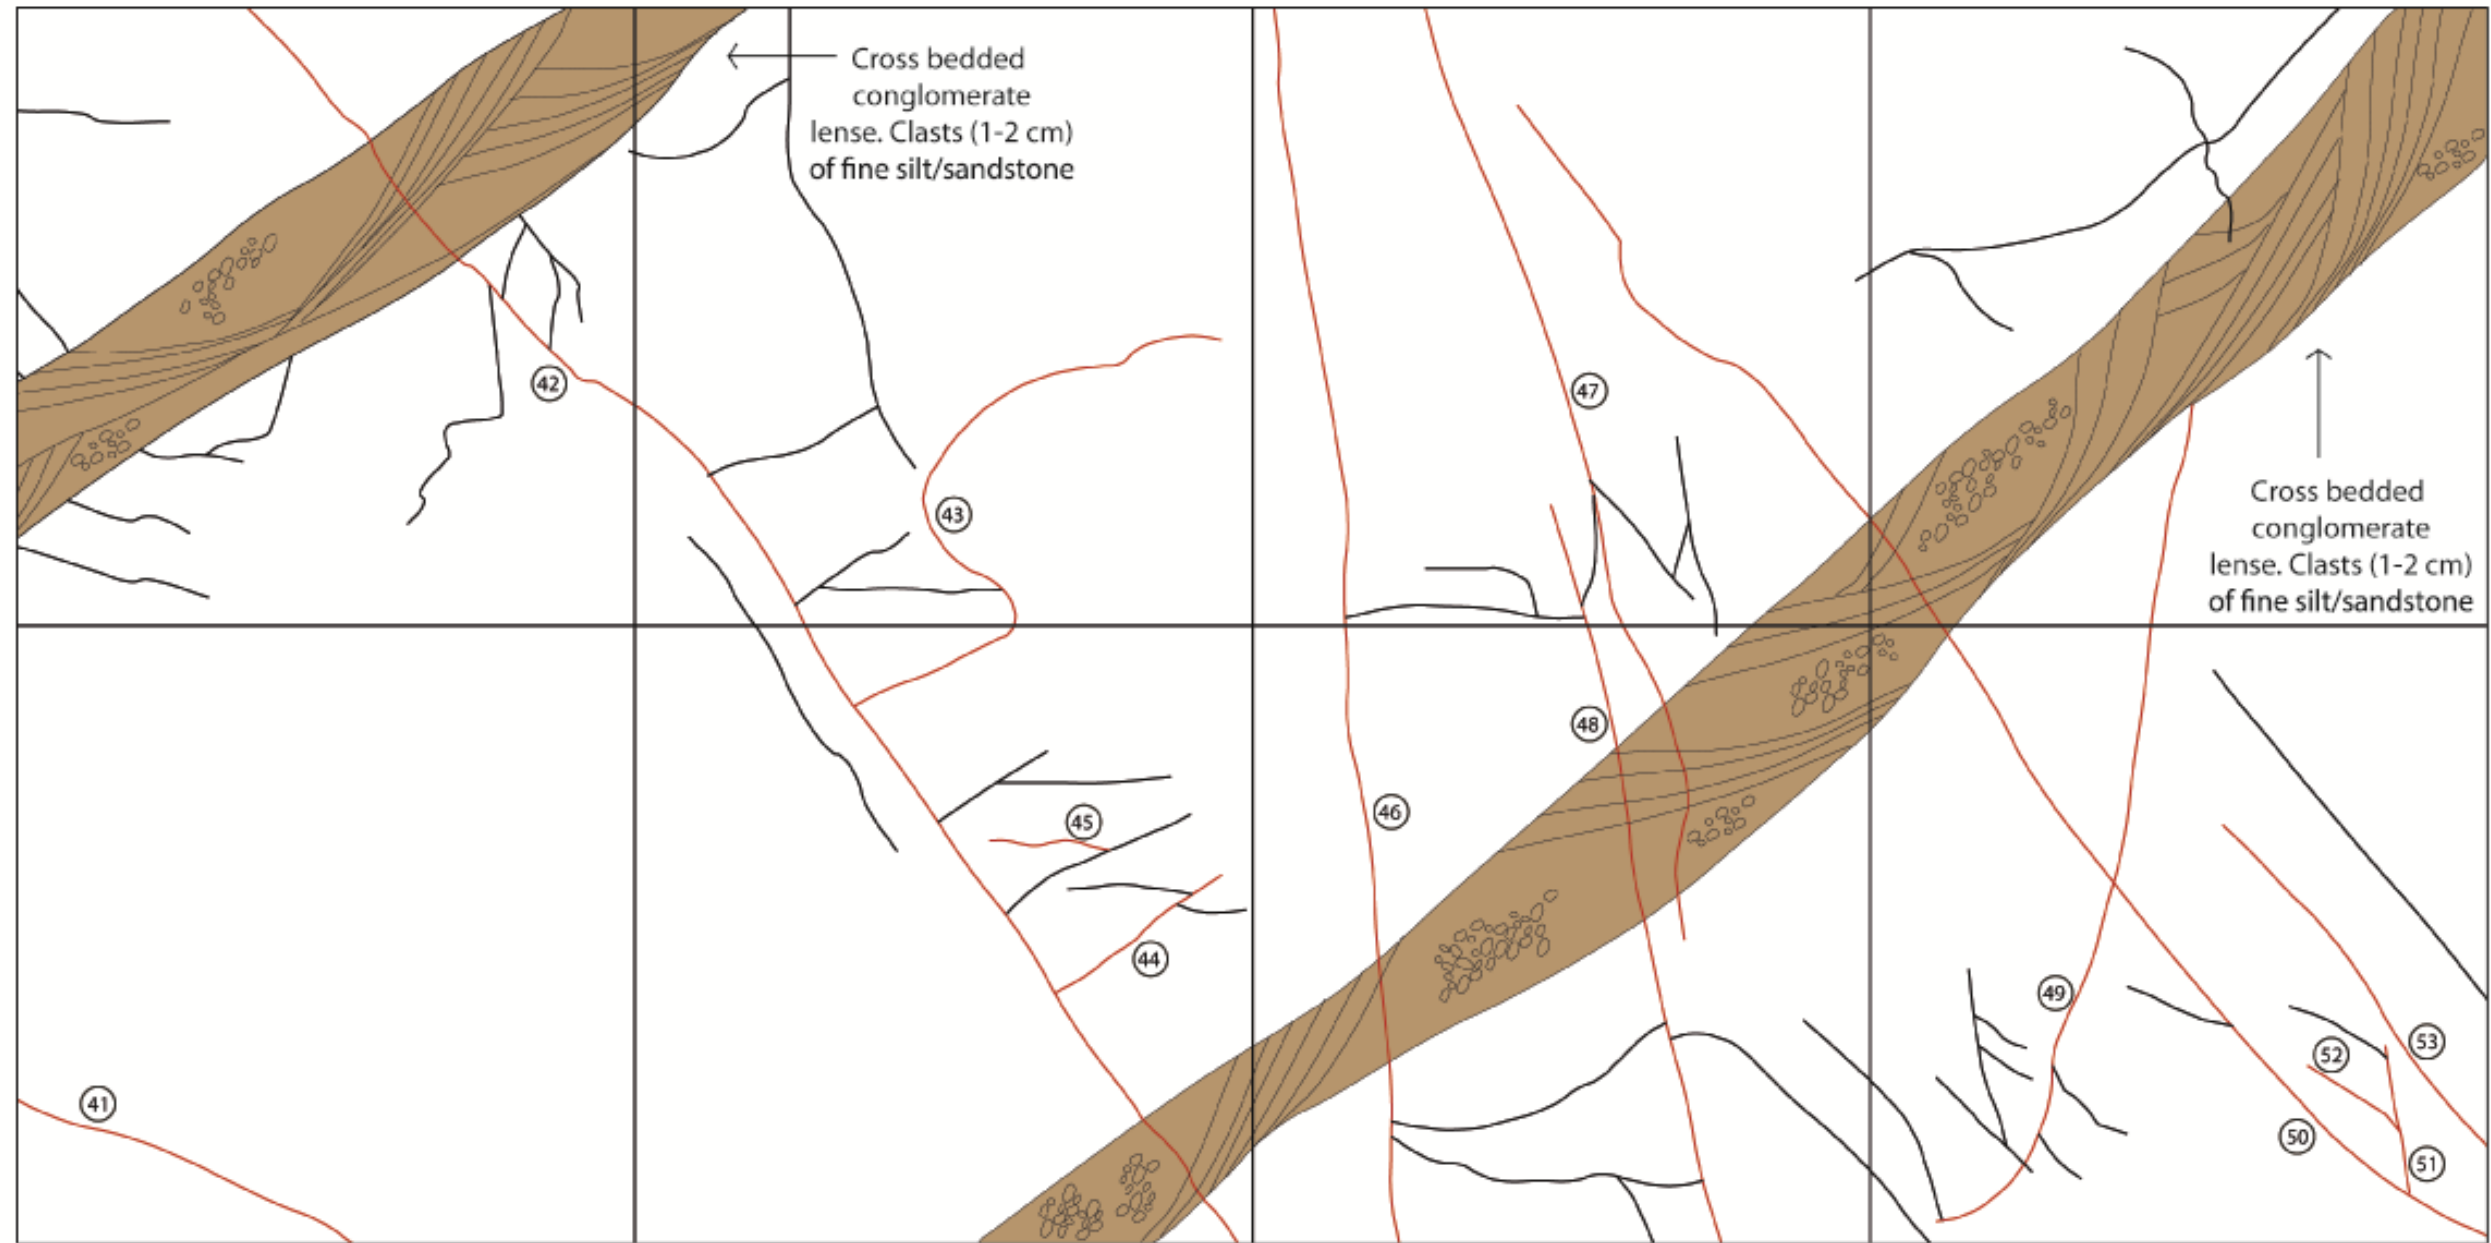 Cross bedded
conglomerate
lense. Clasts (1-2 cm)
of fine silt/sandstone
42
43
47
Cross bedded
conglomerate
lense. Clasts (1-2 cm)
of fine silt/sandstone
48
46
45
44
49
41
53
52
50
51